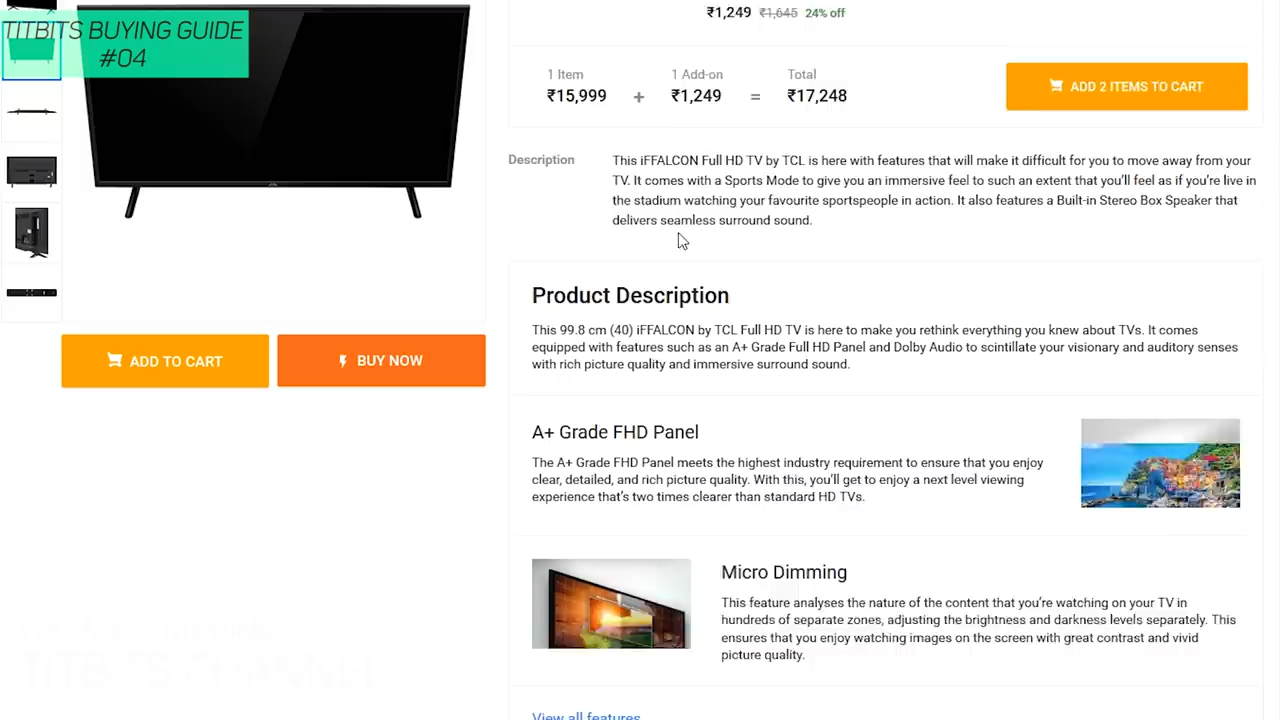 TITBITS BUYING GUIDE
#04
₹1,249 ₹1,645 24% off
1 Item 1 Add-on Total
₹15,999 + ₹1,249 = ₹17,248
ADD 2 ITEMS TO CART
Description
This iFFALCON Full HD TV by TCL is here with features that will make it difficult for you to move away from your
TV. It comes with a Sports Mode to give you an immersive feel to such an extent that you'll feel as if you're live in
the stadium watching your favourite sportspeople in action. It also features a Built-in Stereo Box Speaker that
delivers seamless surround sound.
Product Description
This 99.8 cm (40) iFFALCON by TCL Full HD TV is here to make you rethink everything you knew about TVs. It comes
equipped with features such as an A+ Grade Full HD Panel and Dolby Audio to scintillate your visionary and auditory senses
with rich picture quality and immersive surround sound.
ADD TO CART
BUY NOW
A+ Grade FHD Panel
The A+ Grade FHD Panel meets the highest industry requirement to ensure that you enjoy
clear, detailed, and rich picture quality. With this, you'll get to enjoy a next level viewing
experience that's two times clearer than standard HD TVs.
Micro Dimming
This feature analyses the nature of the content that you're watching on your TV in
hundreds of separate zones, adjusting the brightness and darkness levels separately. This
ensures that you enjoy watching images on the screen with great contrast and vivid
picture quality.
TITBITS CHANNEL
View all features